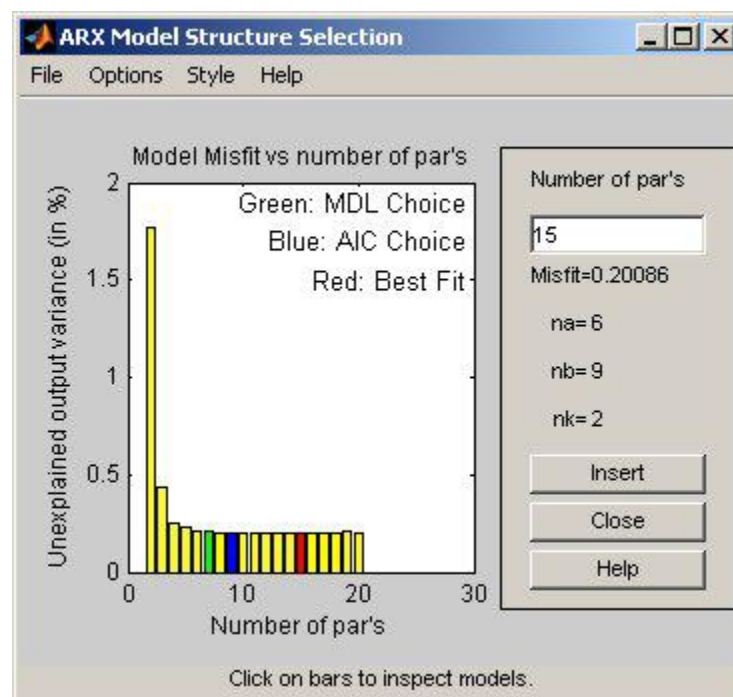 ARX Model Structure Selection
File Options Style Help
Model Misfit vs number of par's
Unexplained output variance (in %)
2
1.5
1
0.5
0
Green: MDL Choice
Blue: AIC Choice
Red: Best Fit
0 10 20 30
Number of par's
Number of par's
15
Misfit=0.20086
na= 6
nb= 9
nk= 2
Insert
Close
Help
Click on bars to inspect models.